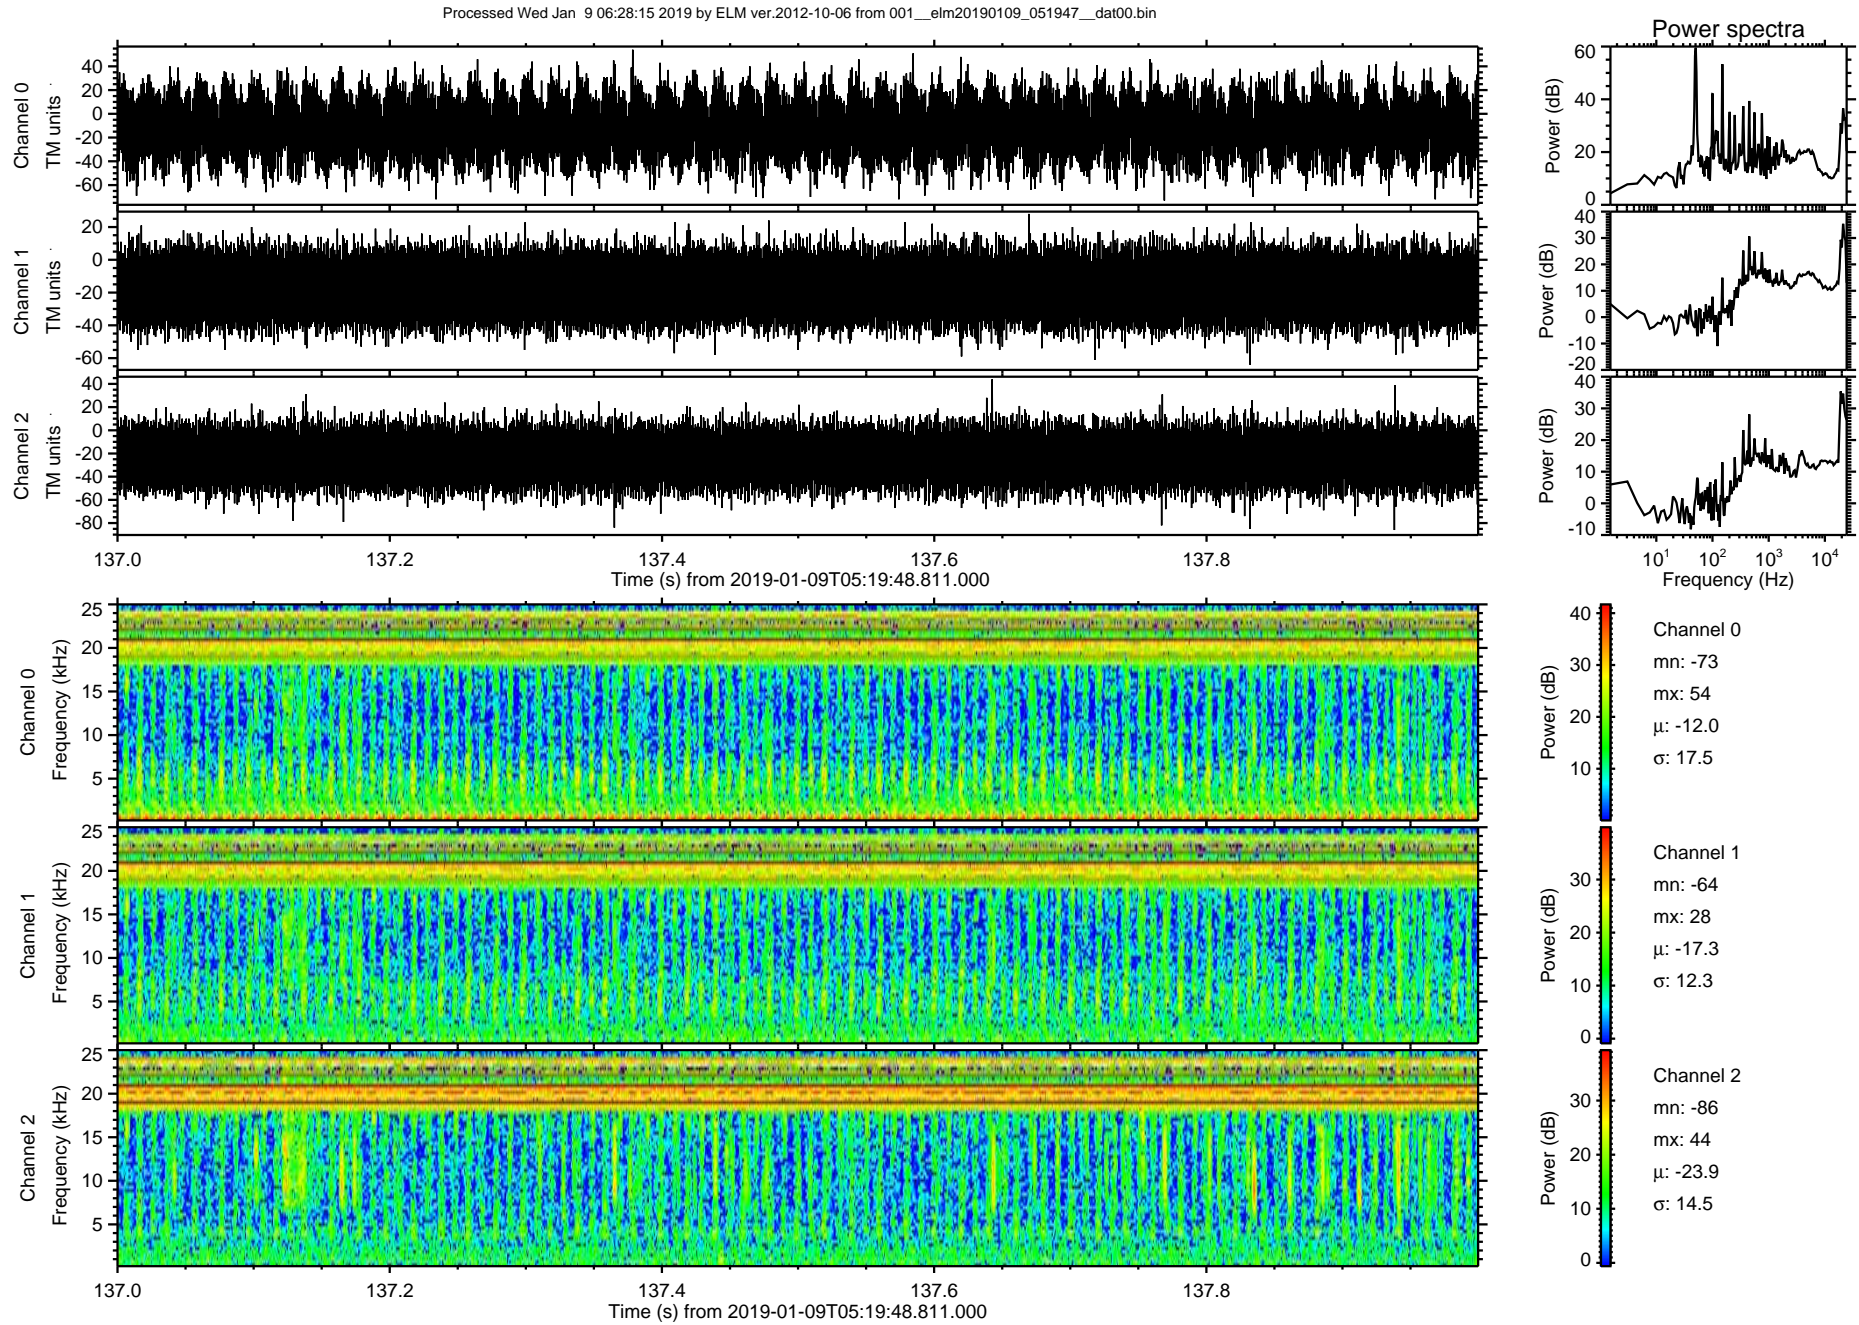 Processed Wed Jan 9 06:28:15 2019 by ELM ver.2012-10-06 from 001__elm20190109_051947__dat00.bin
Power spectra
Channel 0
TM units
40
20
0
-20
-40
-60
Power (dB)
60
40
20
0
Channel 1
TM units
20
0
-20
-40
-60
Power (dB)
40
30
20
10
0
-10
-20
Channel 2
TM units
40
20
0
-20
-40
-60
-80
Power (dB)
40
30
20
10
0
-10
137.0 137.2 137.4 137.6 137.8
Time (s) from 2019-01-09T05:19:48.811.000
10^1 10^2 10^3 10^4
Frequency (Hz)
Channel 0
Frequency (kHz)
25
20
15
10
5
Power (dB)
40
30
20
10
Channel 0
mn: -73
mx: 54
μ: -12.0
σ: 17.5
Channel 1
Frequency (kHz)
25
20
15
10
5
Power (dB)
30
20
10
0
Channel 1
mn: -64
mx: 28
μ: -17.3
σ: 12.3
Channel 2
Frequency (kHz)
25
20
15
10
5
Power (dB)
30
20
10
0
Channel 2
mn: -86
mx: 44
μ: -23.9
σ: 14.5
137.0 137.2 137.4 137.6 137.8
Time (s) from 2019-01-09T05:19:48.811.000